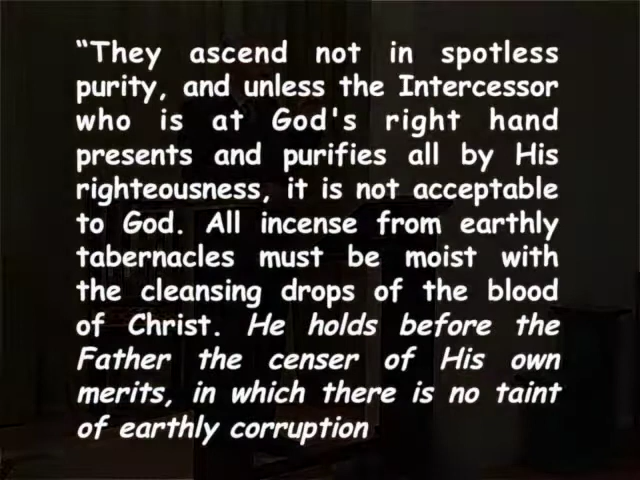 “They ascend not in spotless
purity, and unless the Intercessor
who is at God's right hand
presents and purifies all by His
righteousness, it is not acceptable
to God. All incense from earthly
tabernacles must be moist with
the cleansing drops of the blood
of Christ. He holds before the
Father the censer of His own
merits, in which there is no taint
of earthly corruption